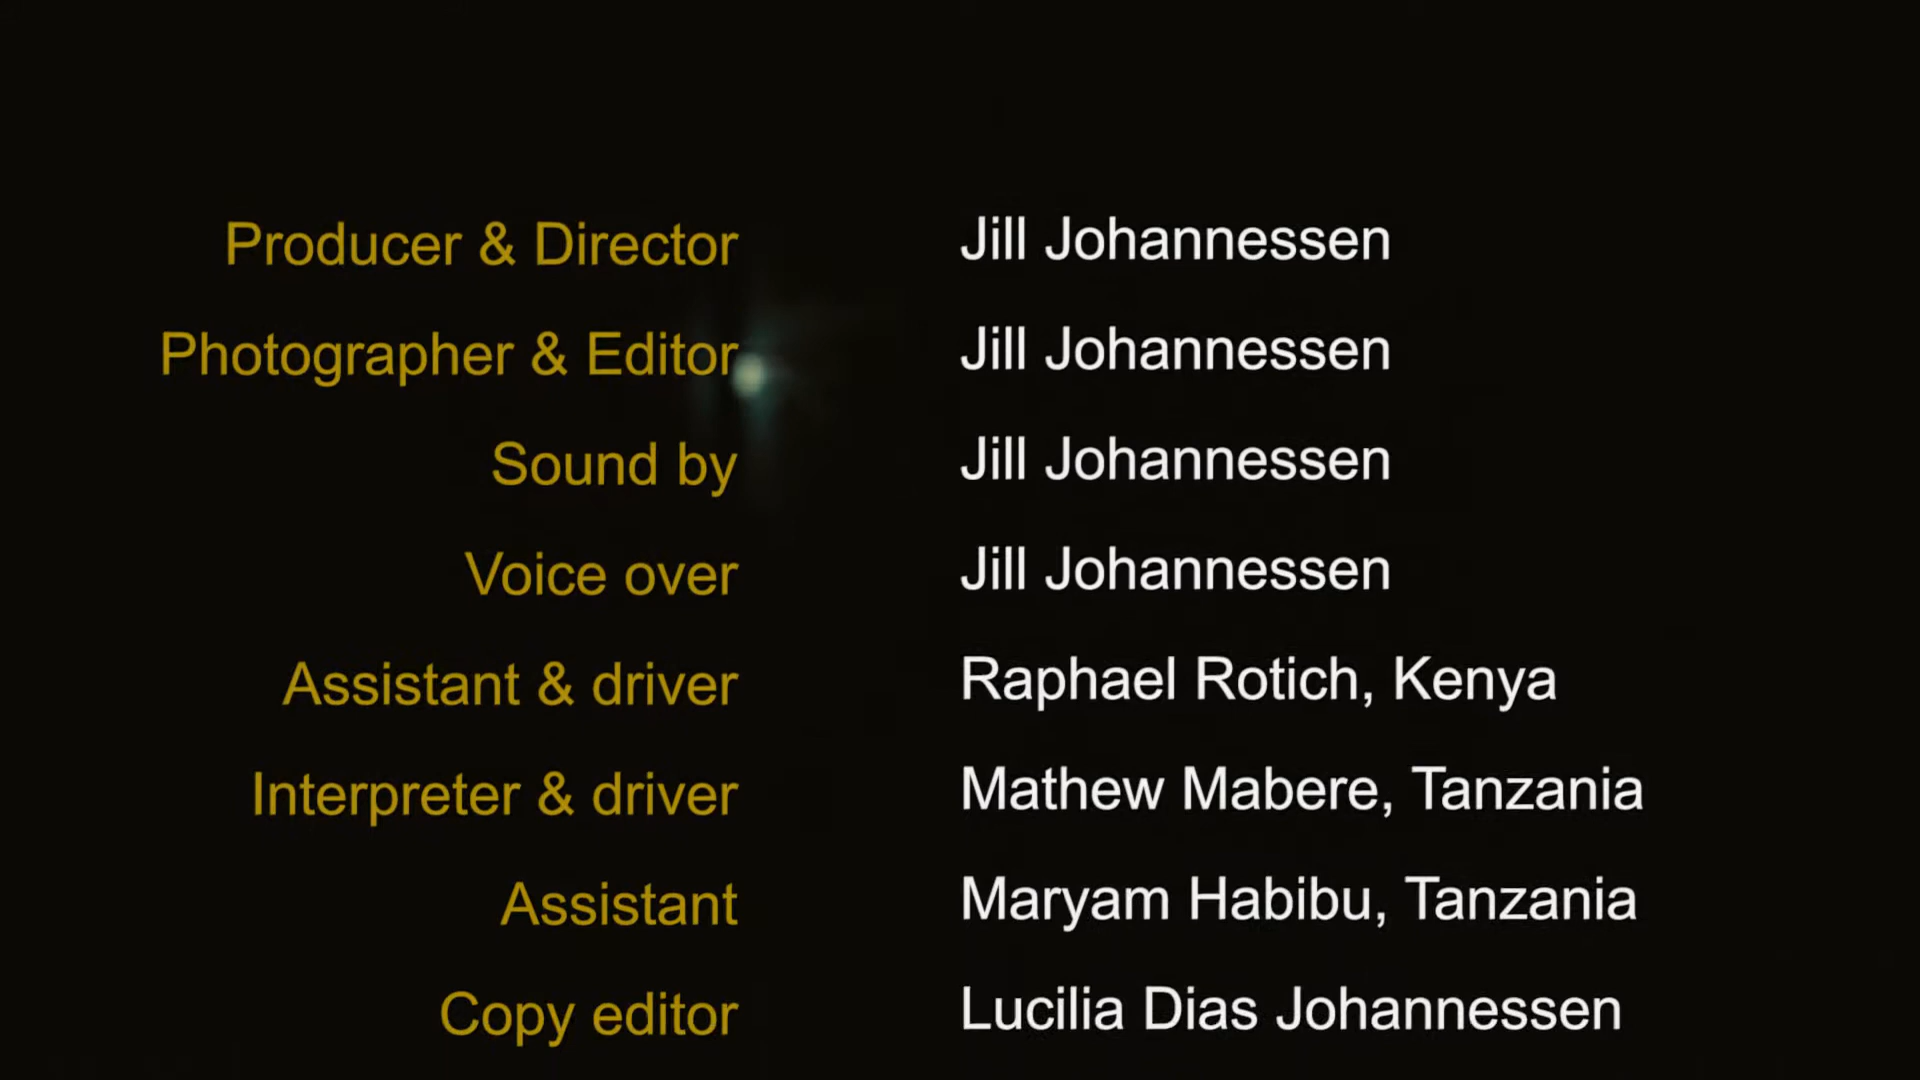 Producer & Director Jill Johannessen
Photographer & Editor Jill Johannessen
Sound by Jill Johannessen
Voice over Jill Johannessen
Assistant & driver Raphael Rotich, Kenya
Interpreter & driver Mathew Mabere, Tanzania
Assistant Maryam Habibu, Tanzania
Copy editor Lucilia Dias Johannessen